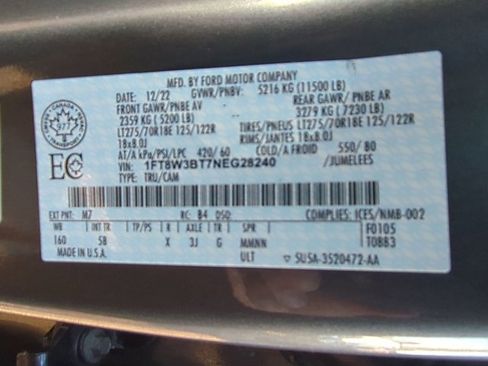 MFD. BY FORD MOTOR COMPANY
DATE: 12/22 GVWR/PNBV: 5216 KG (11500 LB)
FRONT GAWR/PNBE AV REAR GAWR/ PNBE AR
2359 KG (5200 LB) 3279 KG (7230 LB)
LT275/70R18E 125/122R TIRES/PNEUS LT275/70R18E 125/122R
18x8.0J RIMS/JANTES 18x8.0J
AT/A kPa/PSI/LPC 420/60 550/80
VIN: 1FT8W3BT7NEG28240 /JUMELEES
TYPE: TRU/CAM
CANADA
977
EC
EXT PNT: M7 RC: B4 DSO: COMPLIES: ICES/NMB-002
WB INT TR TP/PS R AXLE TR SPR F0105
160 5B X 3J G MMNNN T0883
MADE IN U.S.A. ULT SU5A-3520472-AA